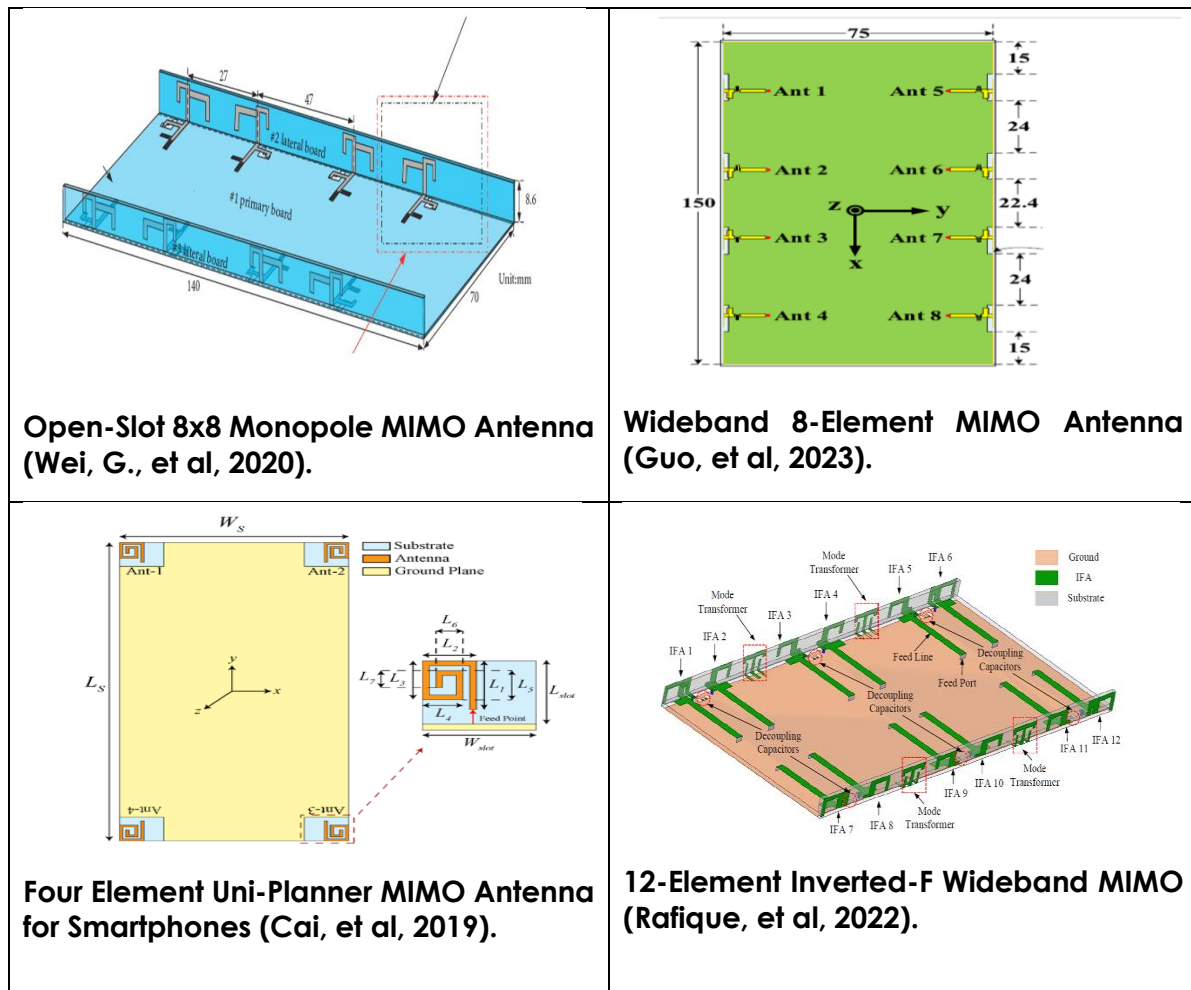 27
47
#2 lateral board
#1 primary board
8.6
#3 lateral board
Unit:mm
140
70
Open-Slot 8x8 Monopole MIMO Antenna
(Wei, G., et al, 2020).
75
15
Ant 1 Ant 5
24
Ant 2 Ant 6
150 z y 22.4
Ant 3 Ant 7
x
24
Ant 4 Ant 8
15
Wideband 8-Element MIMO Antenna
(Guo, et al, 2023).
W_S
Substrate
Antenna
Ground Plane
Ant-1 Ant-2
L_6
L_2
L_7 L_3 L_1 L_5 L_slot
L_4
Feed Point
W_slot
L_S
y
x
z
Ant-4 Ant-3
Four Element Uni-Planner MIMO Antenna
for Smartphones (Cai, et al, 2019).
Ground
IFA
Substrate
Mode
Transformer
IFA 6
IFA 5
Mode
Transformer
IFA 4
IFA 3
IFA 2
IFA 1
Decoupling
Capacitors
Feed Line
Feed Port
Decoupling
Capacitors
Decoupling
Capacitors
IFA 12
IFA 11
Mode
Transformer
IFA 10
IFA 9
Mode
Transformer
IFA 8
IFA 7
12-Element Inverted-F Wideband MIMO
(Rafique, et al, 2022).